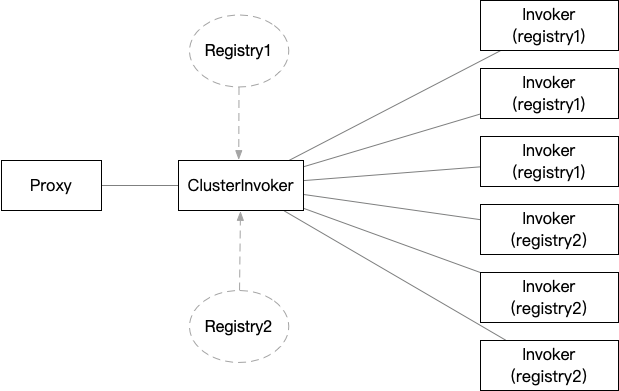 Registry1
Proxy
ClusterInvoker
Registry2
Invoker
(registry1)
Invoker
(registry1)
Invoker
(registry1)
Invoker
(registry2)
Invoker
(registry2)
Invoker
(registry2)